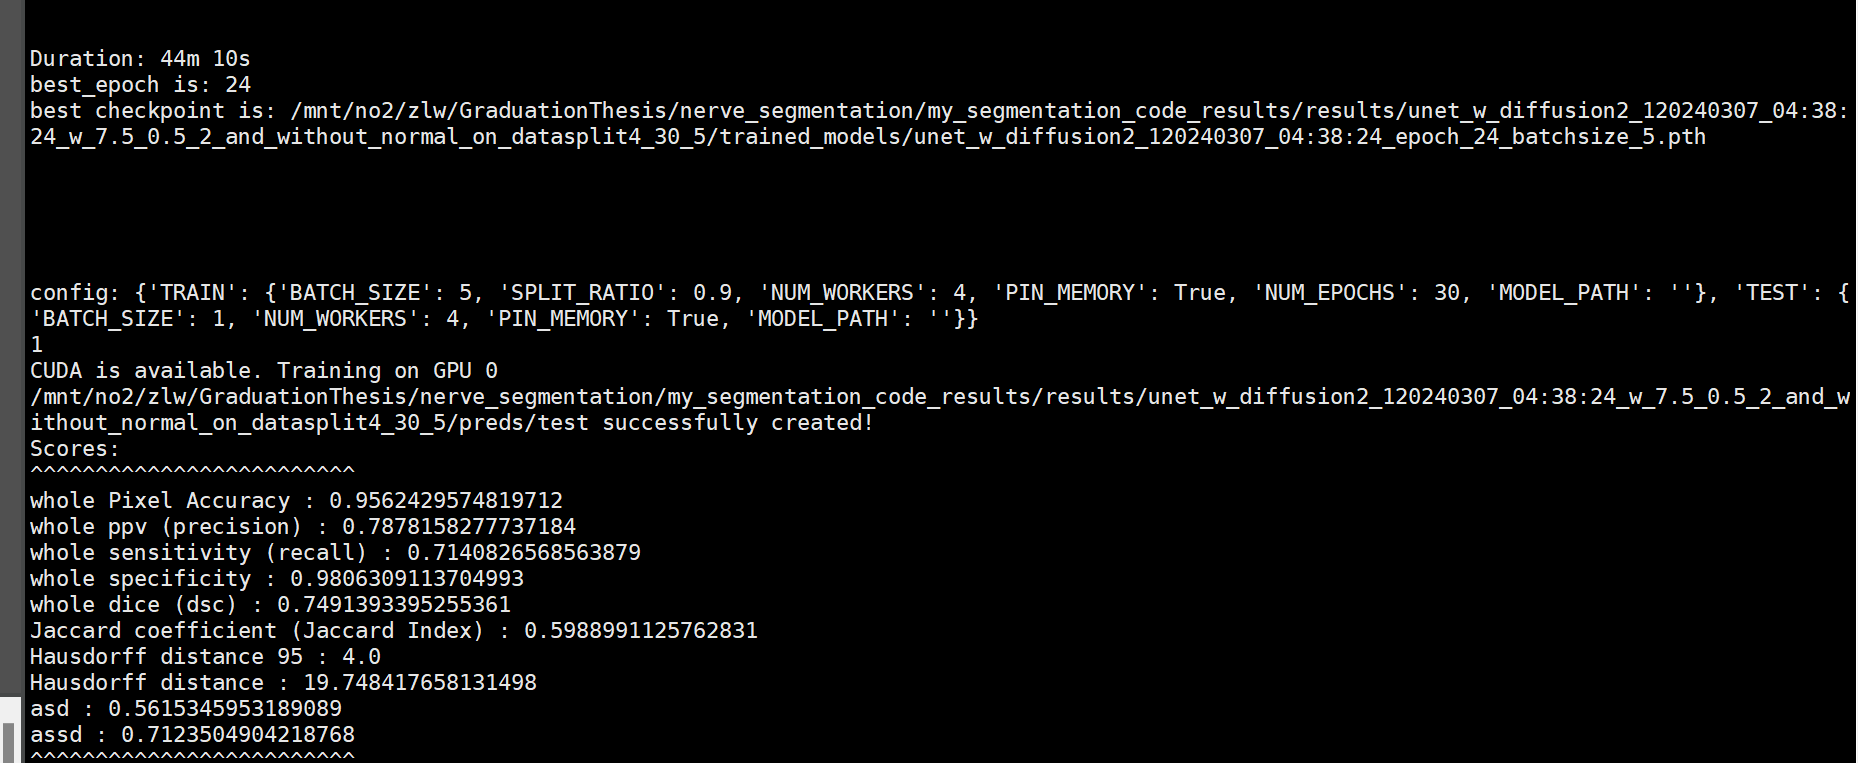 Duration: 44m 10s
best_epoch is: 24
best checkpoint is: /mnt/no2/zlw/GraduationThesis/nerve_segmentation/my_segmentation_code_results/results/unet_w_diffusion2_120240307_04:38:
24_w_7.5_0.5_2_and_without_normal_on_datasplit4_30_5/trained_models/unet_w_diffusion2_120240307_04:38:24_epoch_24_batchsize_5.pth
config: {'TRAIN': {'BATCH_SIZE': 5, 'SPLIT_RATIO': 0.9, 'NUM_WORKERS': 4, 'PIN_MEMORY': True, 'NUM_EPOCHS': 30, 'MODEL_PATH': ''}, 'TEST': {
'BATCH_SIZE': 1, 'NUM_WORKERS': 4, 'PIN_MEMORY': True, 'MODEL_PATH': ''}}
1
CUDA is available. Training on GPU 0
/mnt/no2/zlw/GraduationThesis/nerve_segmentation/my_segmentation_code_results/results/unet_w_diffusion2_120240307_04:38:24_w_7.5_0.5_2_and_w
ithout_normal_on_datasplit4_30_5/preds/test successfully created!
Scores:
^^^^^^^^^^^^^^^^^^^^^^^^^
whole Pixel Accuracy : 0.9562429574819712
whole ppv (precision) : 0.7878158277737184
whole sensitivity (recall) : 0.7140826568563879
whole specificity : 0.9806309113704993
whole dice (dsc) : 0.7491393395255361
Jaccard coefficient (Jaccard Index) : 0.5988991125762831
Hausdorff distance 95 : 4.0
Hausdorff distance : 19.748417658131498
asd : 0.5615345953189089
assd : 0.7123504904218768
^^^^^^^^^^^^^^^^^^^^^^^^^